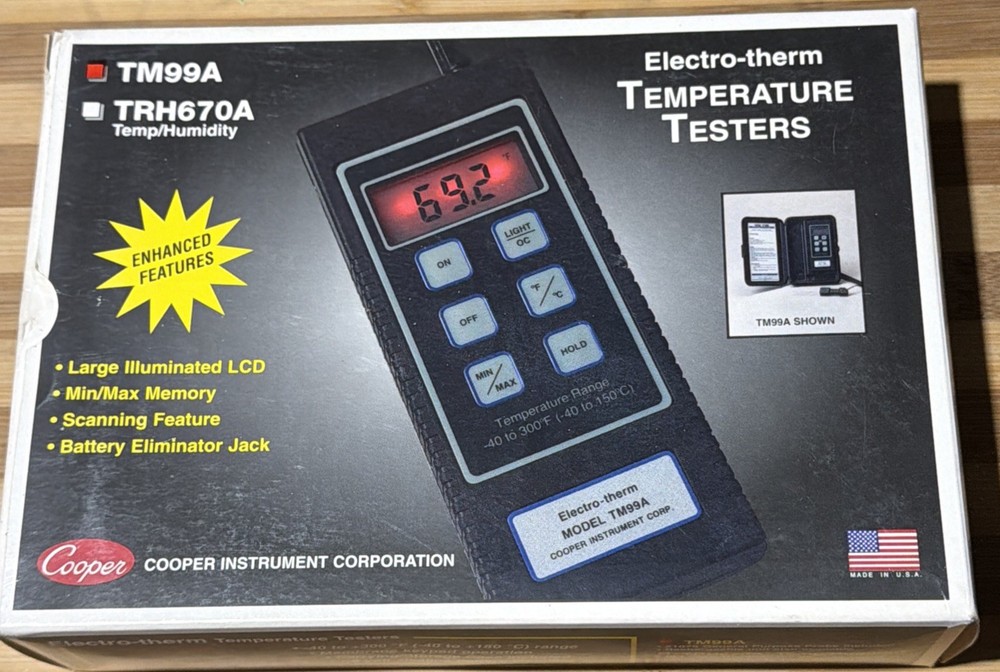 TM99A
TRH670A
Temp/Humidity
Electro-therm
TEMPERATURE
TESTERS
69.2 °F
ON
LIGHT
OC
OFF
°F/°C
MIN/MAX
HOLD
Temperature Range
-40 to 300°F (-40 to 150°C)
Electro-therm
MODEL TM99A
COOPER INSTRUMENT CORP.
ENHANCED
FEATURES
• Large Illuminated LCD
• Min/Max Memory
• Scanning Feature
• Battery Eliminator Jack
TM99A SHOWN
Cooper
COOPER INSTRUMENT CORPORATION
MADE IN U.S.A.
Electro-therm Temperature Testers
TM99A